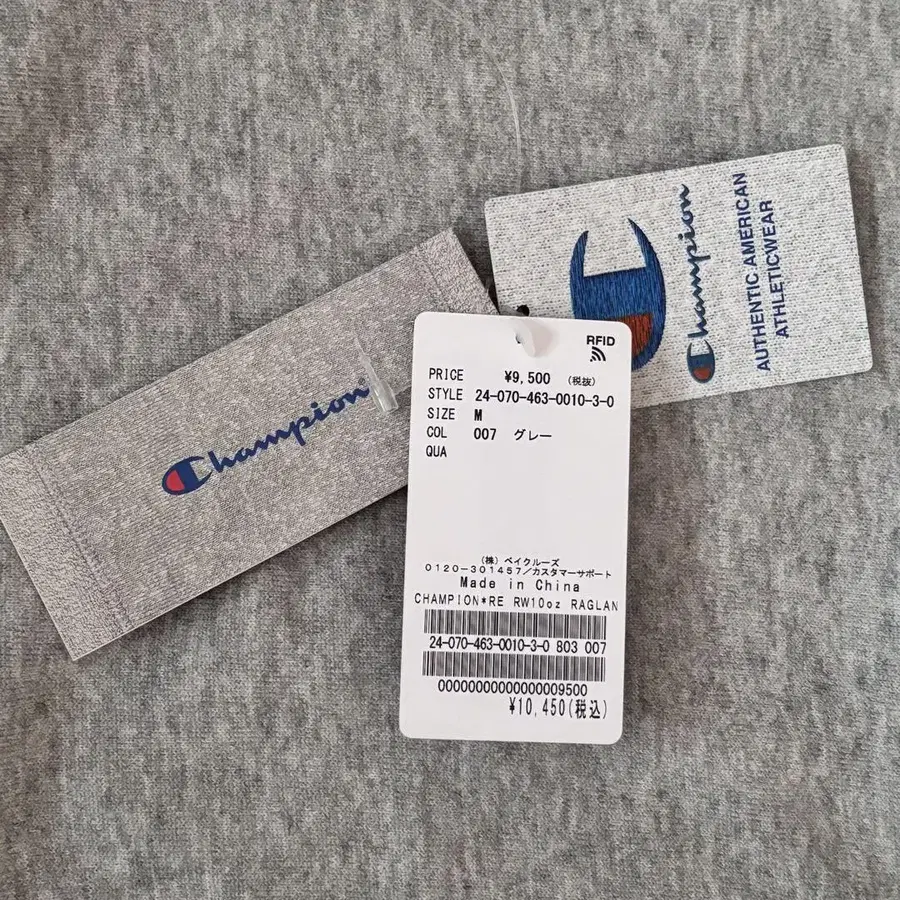 Champion
Champion
AUTHENTIC AMERICAN
ATHLETICWEAR
RFID
PRICE ¥9,500 (税抜)
STYLE 24-070-463-0010-3-0
SIZE M
COL 007 グレー
QUA
(株) ベイクルーズ
0120-301457/カスタマーサポート
Made in China
CHAMPION*RE RW10oz RAGLAN
24-070-463-0010-3-0 803 007
00000000000000009500
¥10,450(税込)